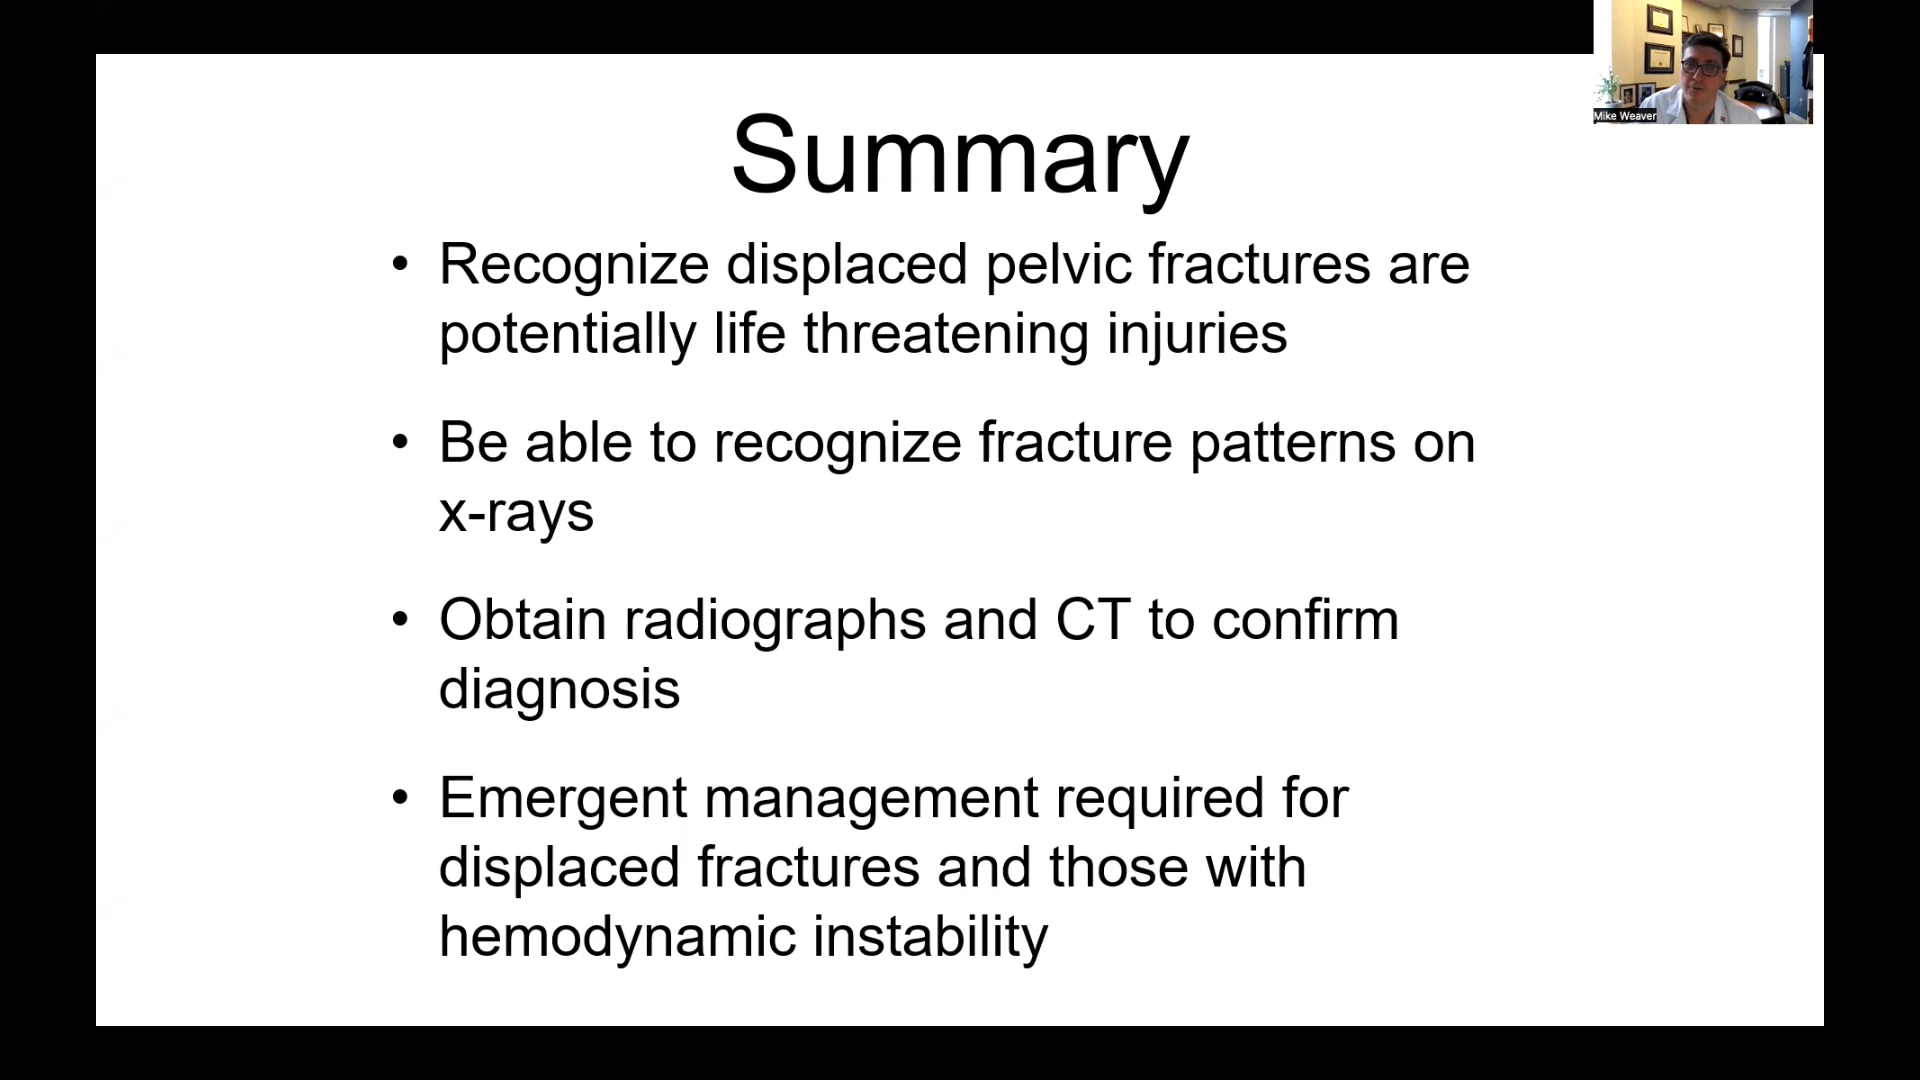 Mike Weaver
Summary
• Recognize displaced pelvic fractures are
potentially life threatening injuries
• Be able to recognize fracture patterns on
x-rays
• Obtain radiographs and CT to confirm
diagnosis
• Emergent management required for
displaced fractures and those with
hemodynamic instability